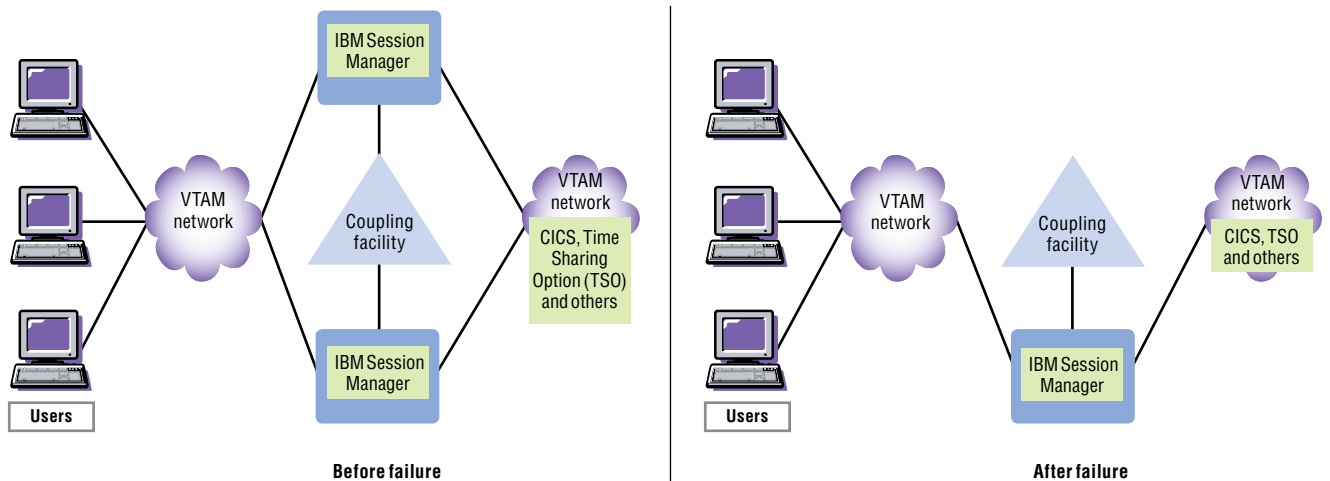 IBM Session
Manager
VTAM
network
Coupling
facility
VTAM
network
CICS, Time
Sharing
Option (TSO)
and others
IBM Session
Manager
Users
Before failure
VTAM
network
Coupling
facility
VTAM
network
CICS, TSO
and others
IBM Session
Manager
Users
After failure